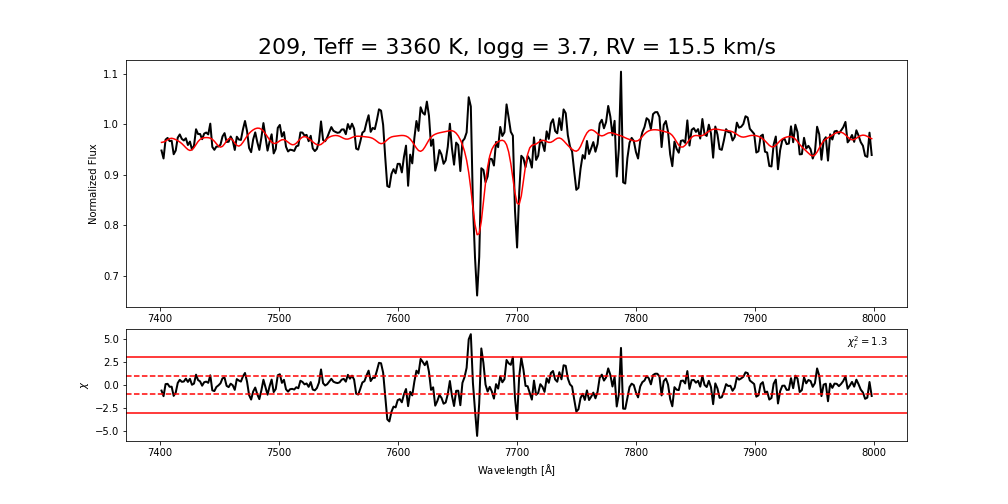 209, Teff = 3360 K, logg = 3.7, RV = 15.5 km/s
1.1
1.0
0.9
0.8
0.7
Normalized Flux
7400 7500 7600 7700 7800 7900 8000
5.0
2.5
0.0
−2.5
−5.0
χ
χ²ᵣ = 1.3
7400 7500 7600 7700 7800 7900 8000
Wavelength [Å]